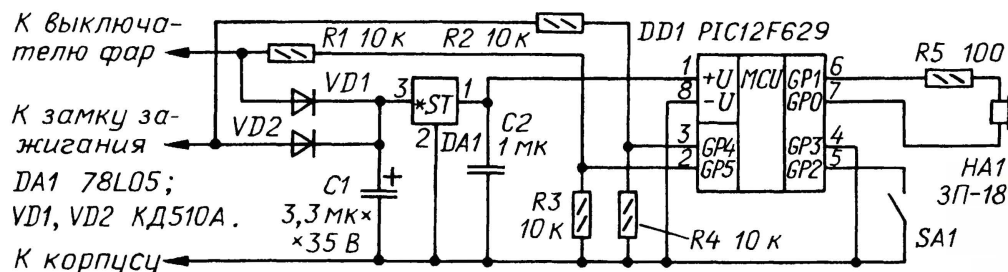 К выключа-
телю фар
R1 10 к
R2 10 к
DD1 PIC12F629
VD1
VD2
К замку за-
жигания
3
*ST
1
2
DA1
C2
1 мк
1
8
3
2
+U
-U
GP4
GP5
MCU
GP1
GP0
GP3
GP2
6
7
4
5
R5 100
HA1
ЗП-18
SA1
DA1 78L05;
VD1, VD2 КД510А.
C1
+
3,3 мк×
×35 В
R3
10 к
R4 10 к
К корпусу